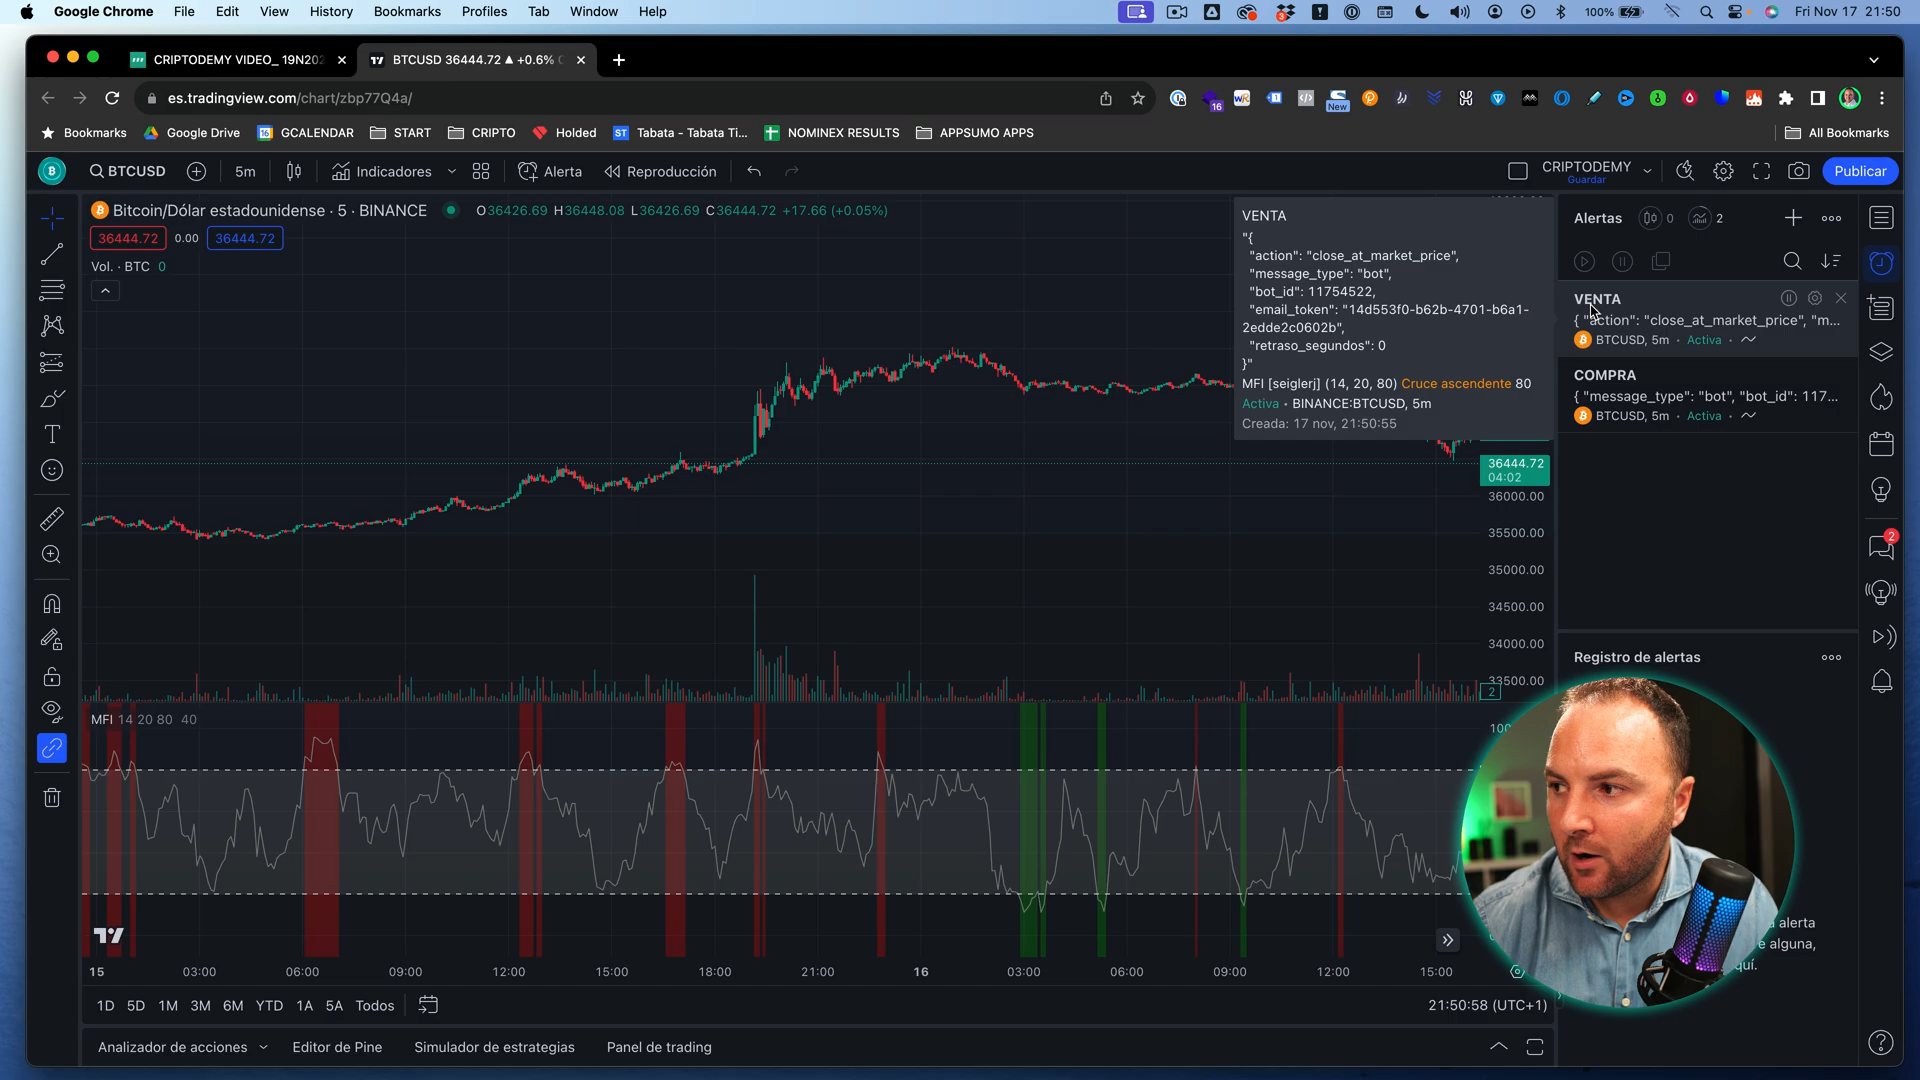 Google Chrome File Edit View History Bookmarks Profiles Tab Window Help
3
100%
Fri Nov 17 21:50
CRIPTODEMY VIDEO_ 19N202
BTCUSD 36444.72 ▲ +0.6%
es.tradingview.com/chart/zbp77Q4a/
16
New
Bookmarks Google Drive GCALENDAR START CRIPTO Holded Tabata - Tabata Ti... NOMINEX RESULTS APPSUMO APPS All Bookmarks
BTCUSD 5m Indicadores Alerta Reproducción
CRIPTODEMY
Guardar
Publicar
Bitcoin/Dólar estadounidense · 5 · BINANCE
O36426.69 H36448.08 L36426.69 C36444.72 +17.66 (+0.05%)
36444.72 0.00 36444.72
Vol. · BTC 0
VENTA
"{
"action": "close_at_market_price",
"message_type": "bot",
"bot_id": 11754522,
"email_token": "14d553f0-b62b-4701-b6a1-
2edde2c0602b",
"retraso_segundos": 0
}"
MFI [seiglerj] (14, 20, 80) Cruce ascendente 80
Activa • BINANCE:BTCUSD, 5m
Creada: 17 nov, 21:50:55
Alertas 0 2
VENTA
{ "action": "close_at_market_price", "m...
BTCUSD, 5m • Activa •
COMPRA
{ "message_type": "bot", "bot_id": 117...
BTCUSD, 5m • Activa •
36444.72
04:02
36000.00
35500.00
35000.00
34500.00
34000.00
33500.00
2
2
Registro de alertas
MFI 14 20 80 40
alerta
alguna,
15 03:00 06:00 09:00 12:00 15:00 18:00 21:00 16 03:00 06:00 09:00 12:00 15:00
1D 5D 1M 3M 6M YTD 1A 5A Todos
21:50:58 (UTC+1)
Analizador de acciones Editor de Pine Simulador de estrategias Panel de trading